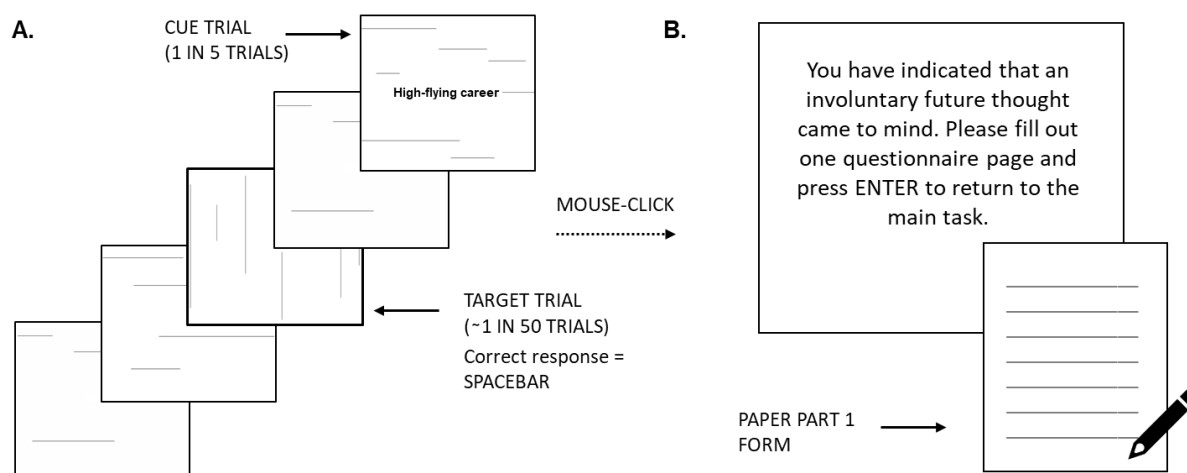 A.
CUE TRIAL
(1 IN 5 TRIALS)
High-flying career
MOUSE-CLICK
TARGET TRIAL
(~1 IN 50 TRIALS)
Correct response =
SPACEBAR
B.
You have indicated that an
involuntary future thought
came to mind. Please fill out
one questionnaire page and
press ENTER to return to the
main task.
PAPER PART 1
FORM